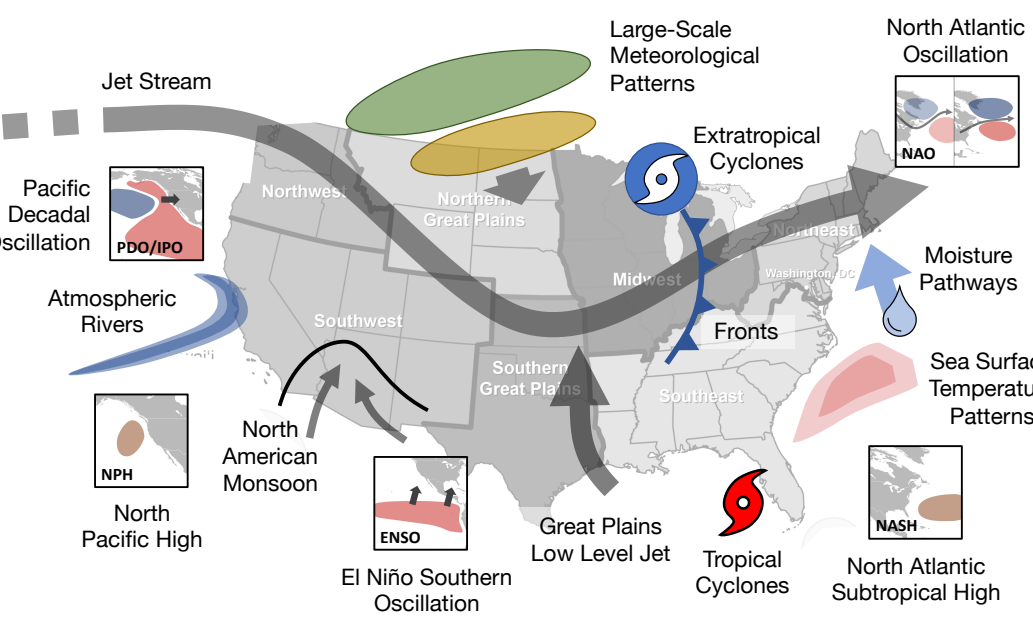 Large-Scale
Meteorological
Patterns
North Atlantic
Oscillation
NAO
Jet Stream
Extratropical
Cyclones
Pacific
Decadal
Oscillation
PDO/IPO
Northwest
Northern
Great Plains
Northeast
Midwest
Washington, DC
Moisture
Pathways
Atmospheric
Rivers
Southwest
Fronts
Southern
Great Plains
Southeast
Sea Surfac
Temperatu
Patterns
NPH
North
American
Monsoon
North
Pacific High
ENSO
El Niño Southern
Oscillation
Great Plains
Low Level Jet
Tropical
Cyclones
NASH
North Atlantic
Subtropical High